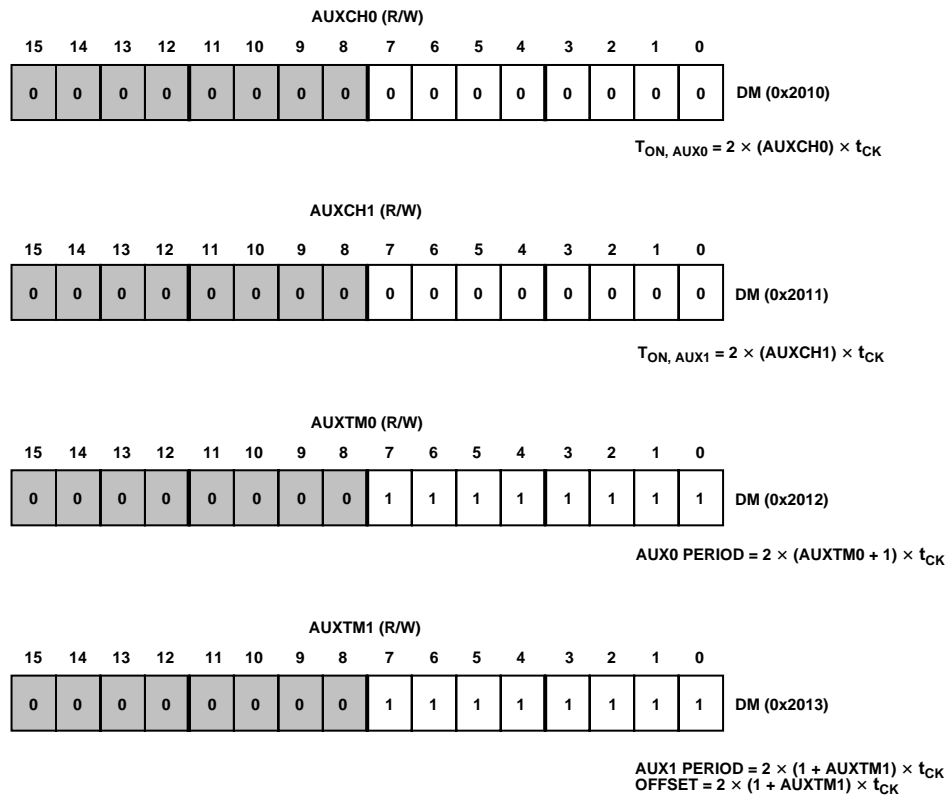 AUXCH0 (R/W)
15 14 13 12 11 10 9 8 7 6 5 4 3 2 1 0
0 0 0 0 0 0 0 0 0 0 0 0 0 0 0 0 DM (0x2010)
T_ON, AUX0 = 2 × (AUXCH0) × t_CK
AUXCH1 (R/W)
15 14 13 12 11 10 9 8 7 6 5 4 3 2 1 0
0 0 0 0 0 0 0 0 0 0 0 0 0 0 0 0 DM (0x2011)
T_ON, AUX1 = 2 × (AUXCH1) × t_CK
AUXTM0 (R/W)
15 14 13 12 11 10 9 8 7 6 5 4 3 2 1 0
0 0 0 0 0 0 0 0 1 1 1 1 1 1 1 1 DM (0x2012)
AUX0 PERIOD = 2 × (AUXTM0 + 1) × t_CK
AUXTM1 (R/W)
15 14 13 12 11 10 9 8 7 6 5 4 3 2 1 0
0 0 0 0 0 0 0 0 1 1 1 1 1 1 1 1 DM (0x2013)
AUX1 PERIOD = 2 × (1 + AUXTM1) × t_CK
OFFSET = 2 × (1 + AUXTM1) × t_CK